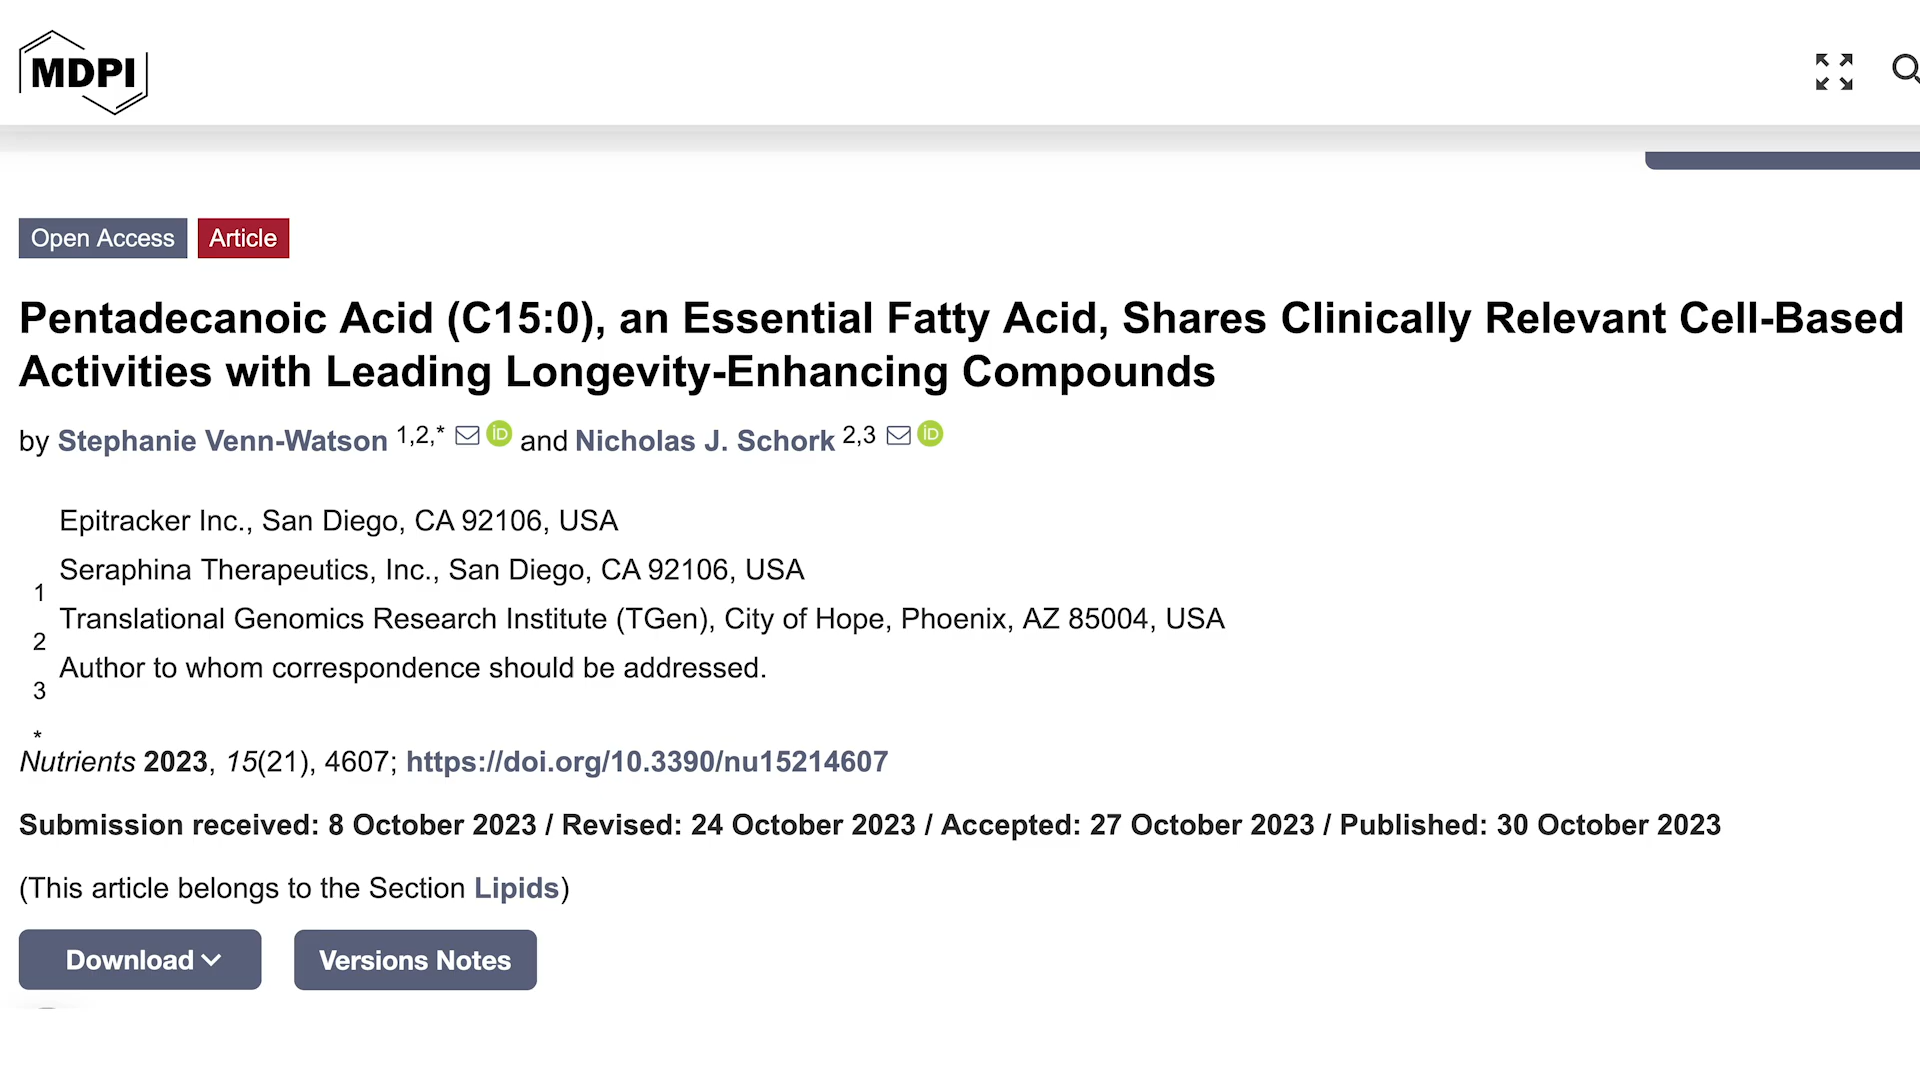 MDPI
Open Access Article
Pentadecanoic Acid (C15:0), an Essential Fatty Acid, Shares Clinically Relevant Cell-Based
Activities with Leading Longevity-Enhancing Compounds
by Stephanie Venn-Watson 1,2,* iD and Nicholas J. Schork 2,3 iD
Epitracker Inc., San Diego, CA 92106, USA
Seraphina Therapeutics, Inc., San Diego, CA 92106, USA
1
Translational Genomics Research Institute (TGen), City of Hope, Phoenix, AZ 85004, USA
2
Author to whom correspondence should be addressed.
3
*
Nutrients 2023, 15(21), 4607; https://doi.org/10.3390/nu15214607
Submission received: 8 October 2023 / Revised: 24 October 2023 / Accepted: 27 October 2023 / Published: 30 October 2023
(This article belongs to the Section Lipids)
Download Versions Notes